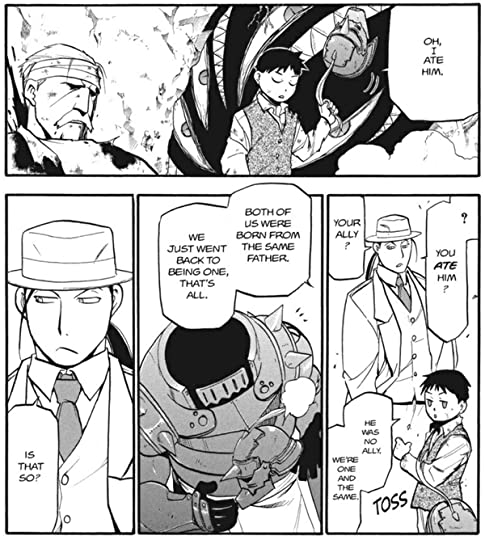 OH,
I
ATE
HIM.
?
YOU
ATE
HIM
?
YOUR
ALLY
?
HE
WAS
NO
ALLY.
WE'RE
ONE
AND
THE
SAME.
TOSS
BOTH OF
US WERE
BORN FROM
THE SAME
FATHER.
WE
JUST WENT
BACK TO
BEING ONE,
THAT'S
ALL.
IS
THAT
SO?